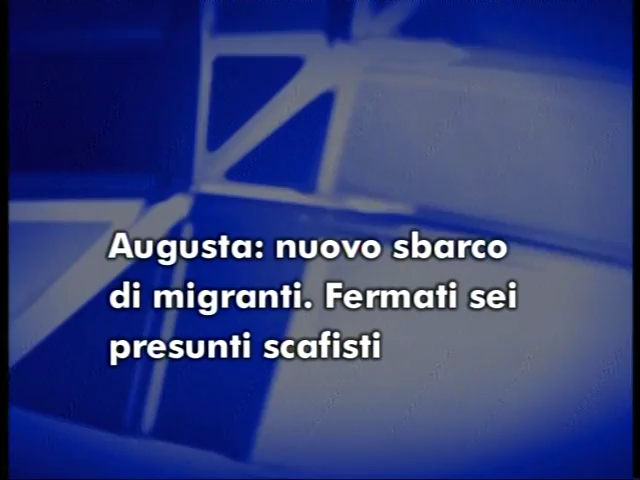 Augusta: nuovo sbarco
di migranti. Fermati sei
presunti scafisti